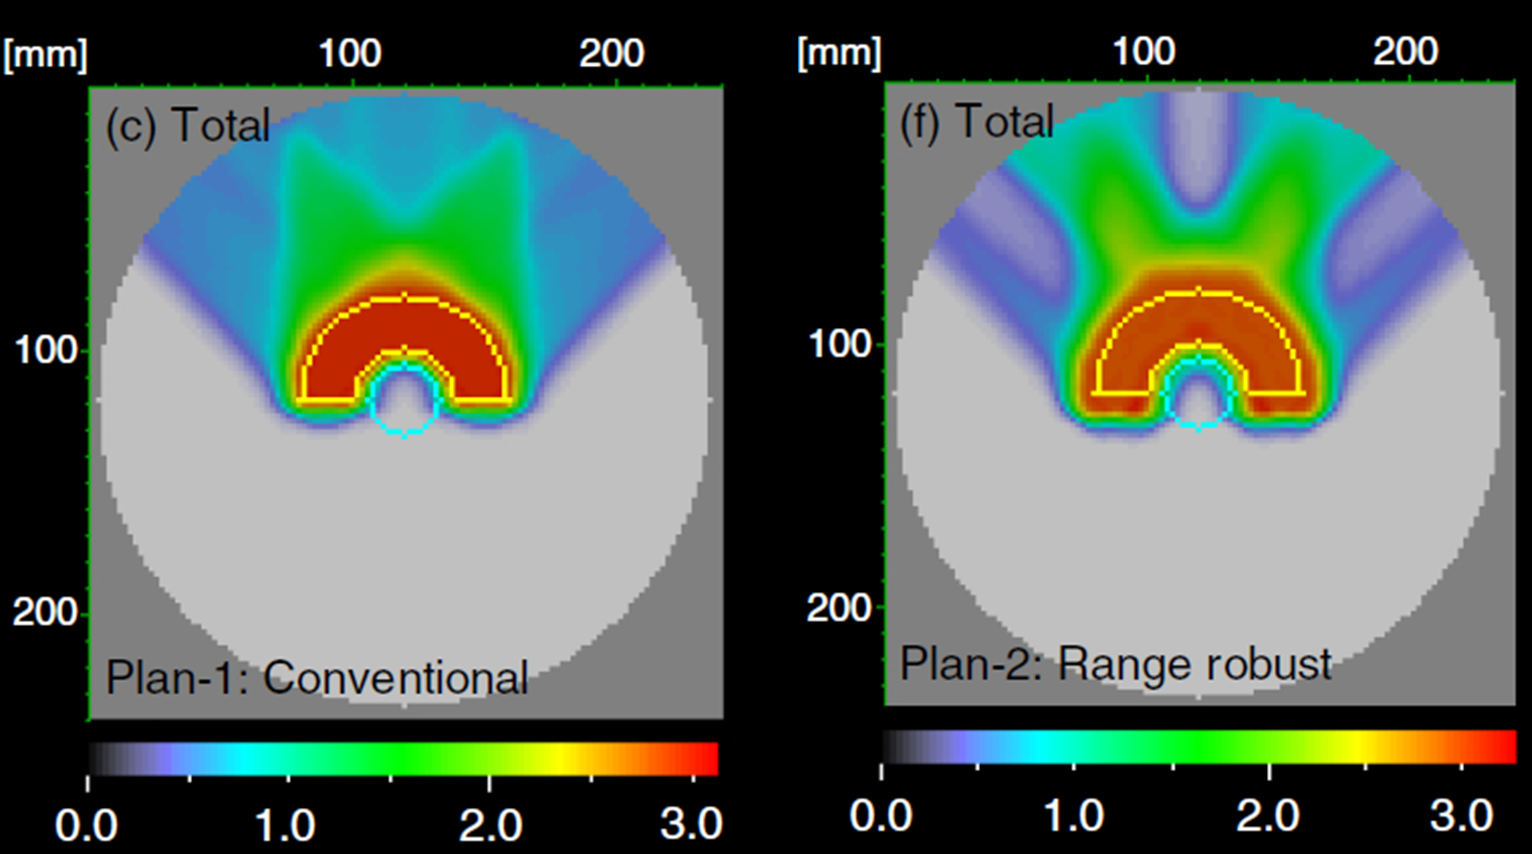 [mm] 100 200
(c) Total
100
200
Plan-1: Conventional
0.0 1.0 2.0 3.0
[mm] 100 200
(f) Total
100
200
Plan-2: Range robust
0.0 1.0 2.0 3.0